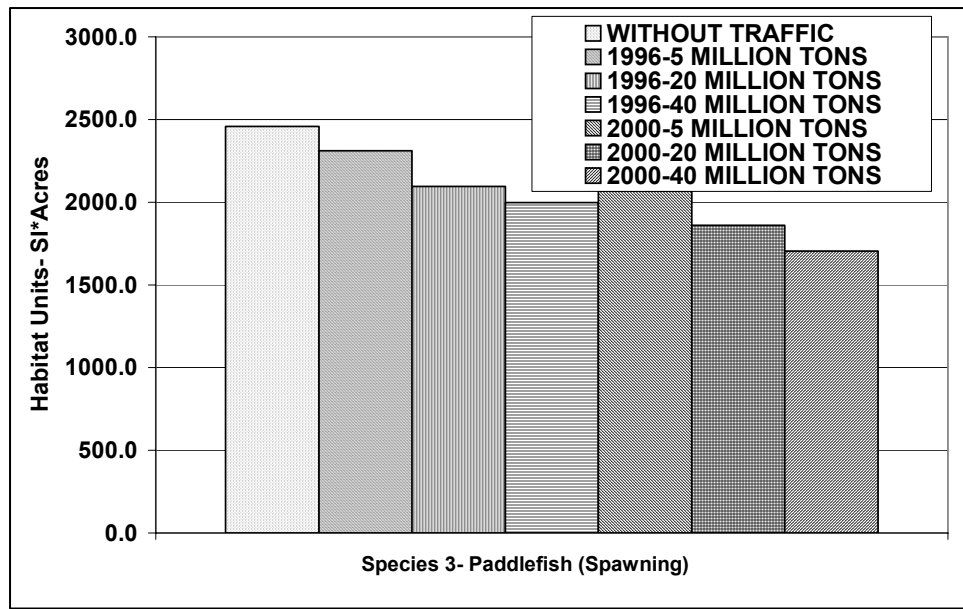 WITHOUT TRAFFIC
1996-5 MILLION TONS
1996-20 MILLION TONS
1996-40 MILLION TONS
2000-5 MILLION TONS
2000-20 MILLION TONS
2000-40 MILLION TONS
3000.0
2500.0
2000.0
1500.0
1000.0
500.0
0.0
Habitat Units- SI*Acres
Species 3- Paddlefish (Spawning)